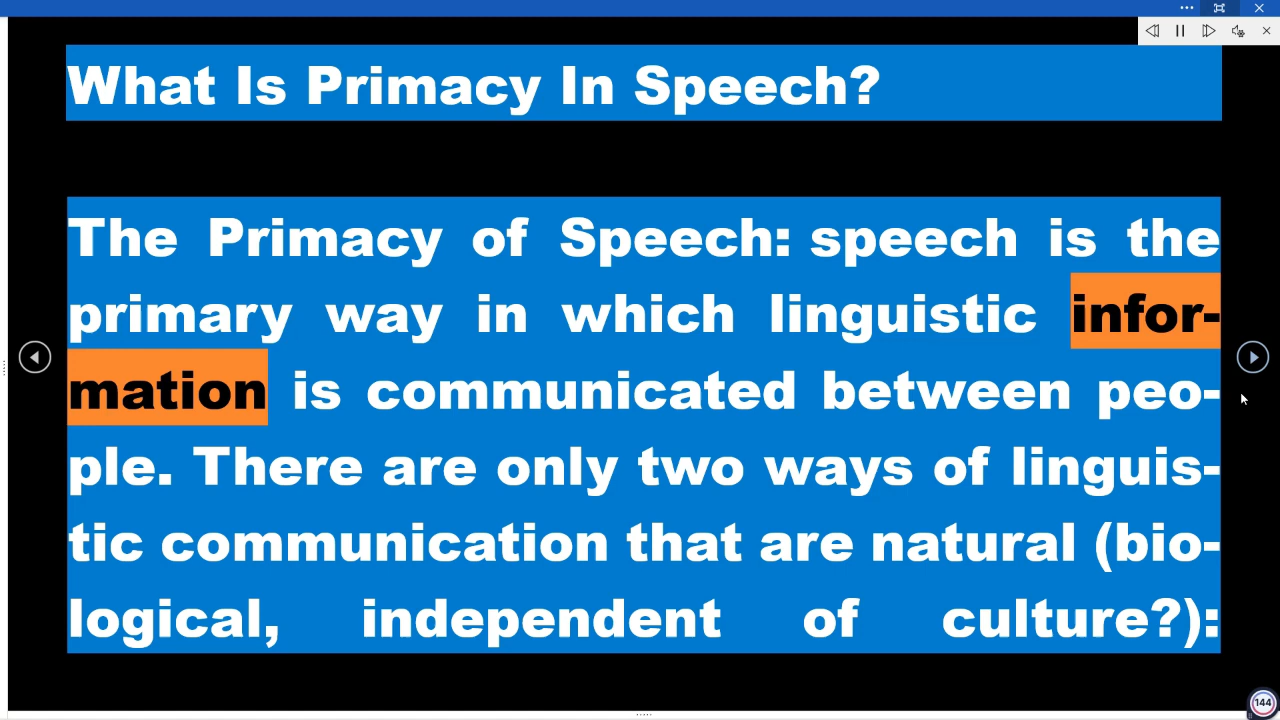 What Is Primacy In Speech?
The Primacy of Speech: speech is the
primary way in which linguistic infor-
mation is communicated between peo-
ple. There are only two ways of linguis-
tic communication that are natural (bio-
logical, independent of culture?):
144